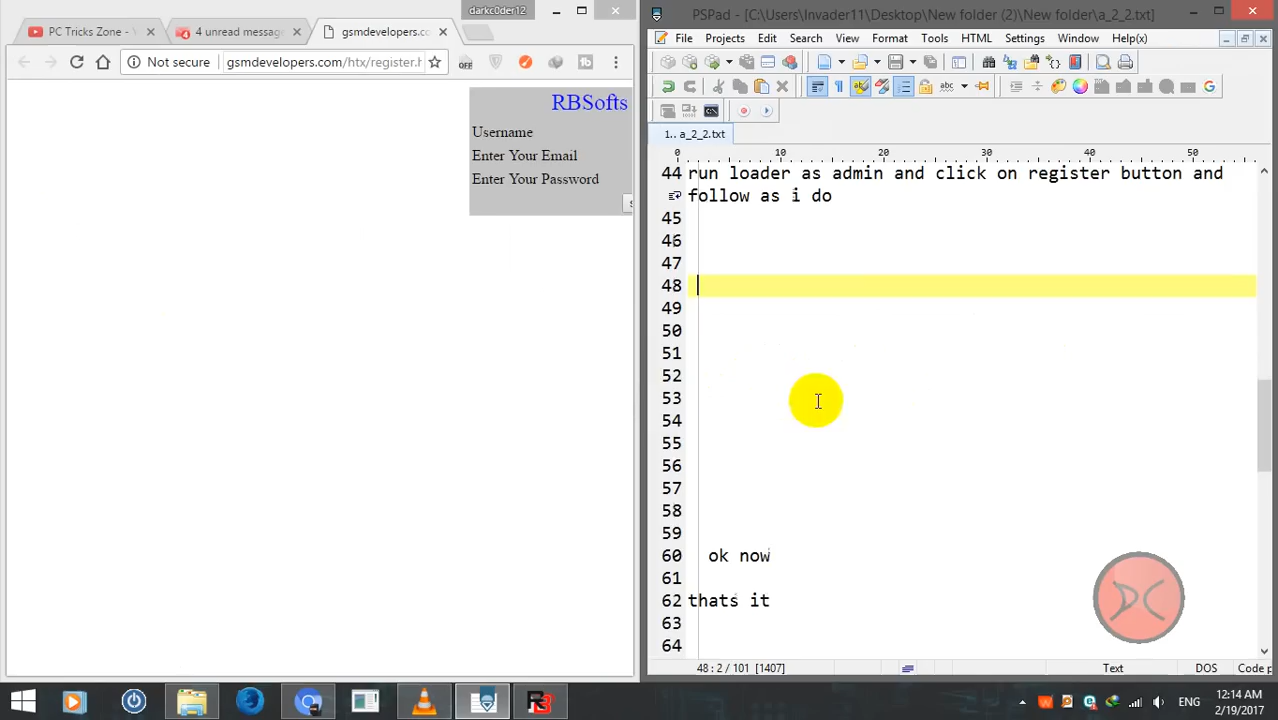 darkc0der12
PC Tricks Zone -
4 unread messag
gsmdevelopers.c
Not secure
gsmdevelopers.com/htx/register.h
OFF
RBSofts
Username
Enter Your Email
Enter Your Password
PSPad - [C:\Users\Invader11\Desktop\New folder (2)\New folder\a_2_2.txt]
File Projects Edit Search View Format Tools HTML Settings Window Help(x)
1.. a_2_2.txt
0 10 20 30 40 50
44 run loader as admin and click on register button and
follow as i do
45
46
47
48
49
50
51
52
53
54
55
56
57
58
59
60 ok now
61
62 thats it
63
64
48 : 2 / 101 [1407]
Text
DOS
Code p
ENG
12:14 AM
2/19/2017